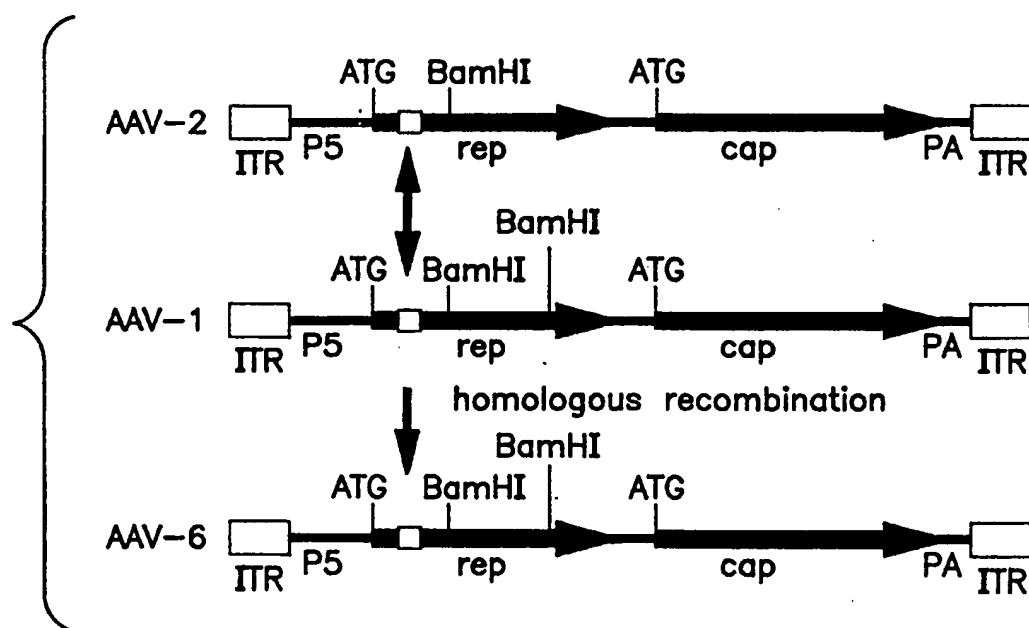 ATG BamHI ATG
AAV-2
ITR P5 rep cap PA ITR
BamHI
ATG BamHI ATG
AAV-1
ITR P5 rep cap PA ITR
homologous recombination
BamHI
ATG BamHI ATG
AAV-6
ITR P5 rep cap PA ITR